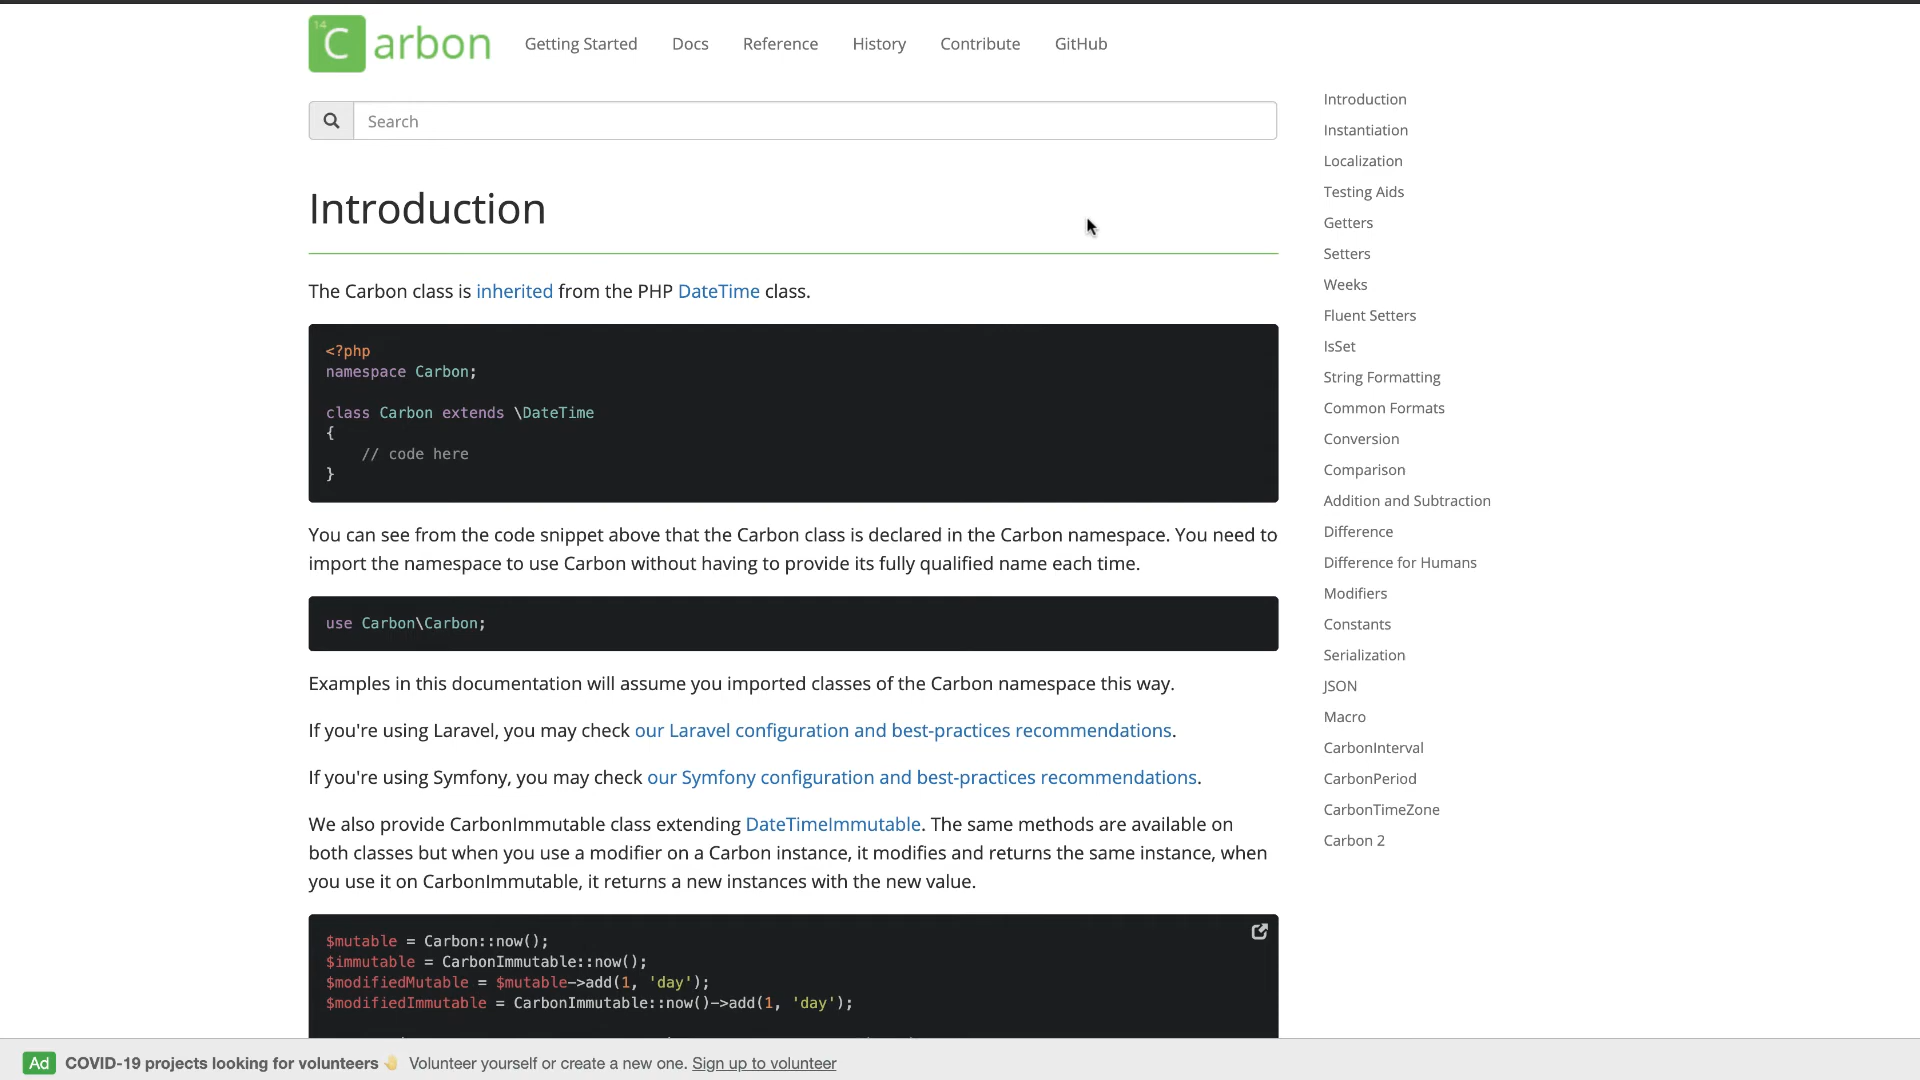 14
Carbon
Getting Started Docs Reference History Contribute GitHub
Search
Introduction
The Carbon class is inherited from the PHP DateTime class.
<?php
namespace Carbon;
class Carbon extends \DateTime
{
// code here
}
You can see from the code snippet above that the Carbon class is declared in the Carbon namespace. You need to
import the namespace to use Carbon without having to provide its fully qualified name each time.
use Carbon\Carbon;
Examples in this documentation will assume you imported classes of the Carbon namespace this way.
If you're using Laravel, you may check our Laravel configuration and best-practices recommendations.
If you're using Symfony, you may check our Symfony configuration and best-practices recommendations.
We also provide CarbonImmutable class extending DateTimeImmutable. The same methods are available on
both classes but when you use a modifier on a Carbon instance, it modifies and returns the same instance, when
you use it on CarbonImmutable, it returns a new instances with the new value.
$mutable = Carbon::now();
$immutable = CarbonImmutable::now();
$modifiedMutable = $mutable->add(1, 'day');
$modifiedImmutable = CarbonImmutable::now()->add(1, 'day');
Introduction
Instantiation
Localization
Testing Aids
Getters
Setters
Weeks
Fluent Setters
IsSet
String Formatting
Common Formats
Conversion
Comparison
Addition and Subtraction
Difference
Difference for Humans
Modifiers
Constants
Serialization
JSON
Macro
CarbonInterval
CarbonPeriod
CarbonTimeZone
Carbon 2
Ad COVID-19 projects looking for volunteers 🤚 Volunteer yourself or create a new one. Sign up to volunteer